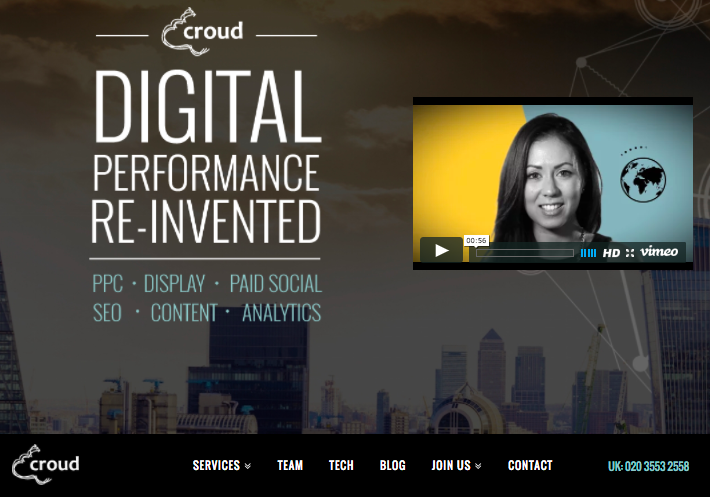 croud
DIGITAL
PERFORMANCE
RE-INVENTED
PPC · DISPLAY · PAID SOCIAL
SEO · CONTENT · ANALYTICS
00:56
HD vimeo
croud
SERVICES TEAM TECH BLOG JOIN US CONTACT UK: 020 3553 2558